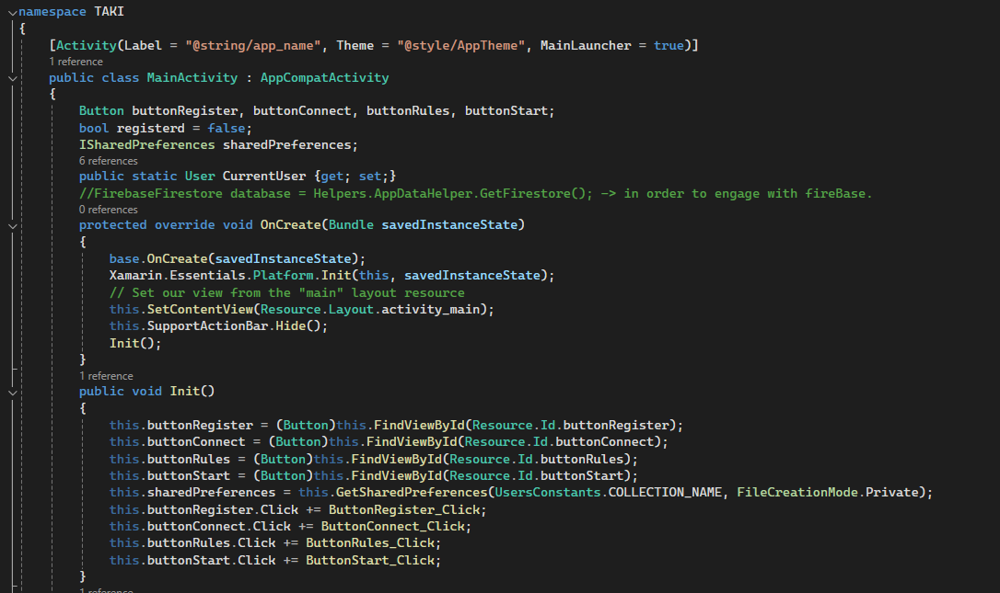 namespace TAKI
{
[Activity(Label = "@string/app_name", Theme = "@style/AppTheme", MainLauncher = true)]
1 reference
public class MainActivity : AppCompatActivity
{
Button buttonRegister, buttonConnect, buttonRules, buttonStart;
bool registerd = false;
ISharedPreferences sharedPreferences;
6 references
public static User CurrentUser {get; set;}
//FirebaseFirestore database = Helpers.AppDataHelper.GetFirestore(); -> in order to engage with fireBase.
0 references
protected override void OnCreate(Bundle savedInstanceState)
{
base.OnCreate(savedInstanceState);
Xamarin.Essentials.Platform.Init(this, savedInstanceState);
// Set our view from the "main" layout resource
this.SetContentView(Resource.Layout.activity_main);
this.SupportActionBar.Hide();
Init();
}
1 reference
public void Init()
{
this.buttonRegister = (Button)this.FindViewById(Resource.Id.buttonRegister);
this.buttonConnect = (Button)this.FindViewById(Resource.Id.buttonConnect);
this.buttonRules = (Button)this.FindViewById(Resource.Id.buttonRules);
this.buttonStart = (Button)this.FindViewById(Resource.Id.buttonStart);
this.sharedPreferences = this.GetSharedPreferences(UsersConstants.COLLECTION_NAME, FileCreationMode.Private);
this.buttonRegister.Click += ButtonRegister_Click;
this.buttonConnect.Click += ButtonConnect_Click;
this.buttonRules.Click += ButtonRules_Click;
this.buttonStart.Click += ButtonStart_Click;
}
1 reference